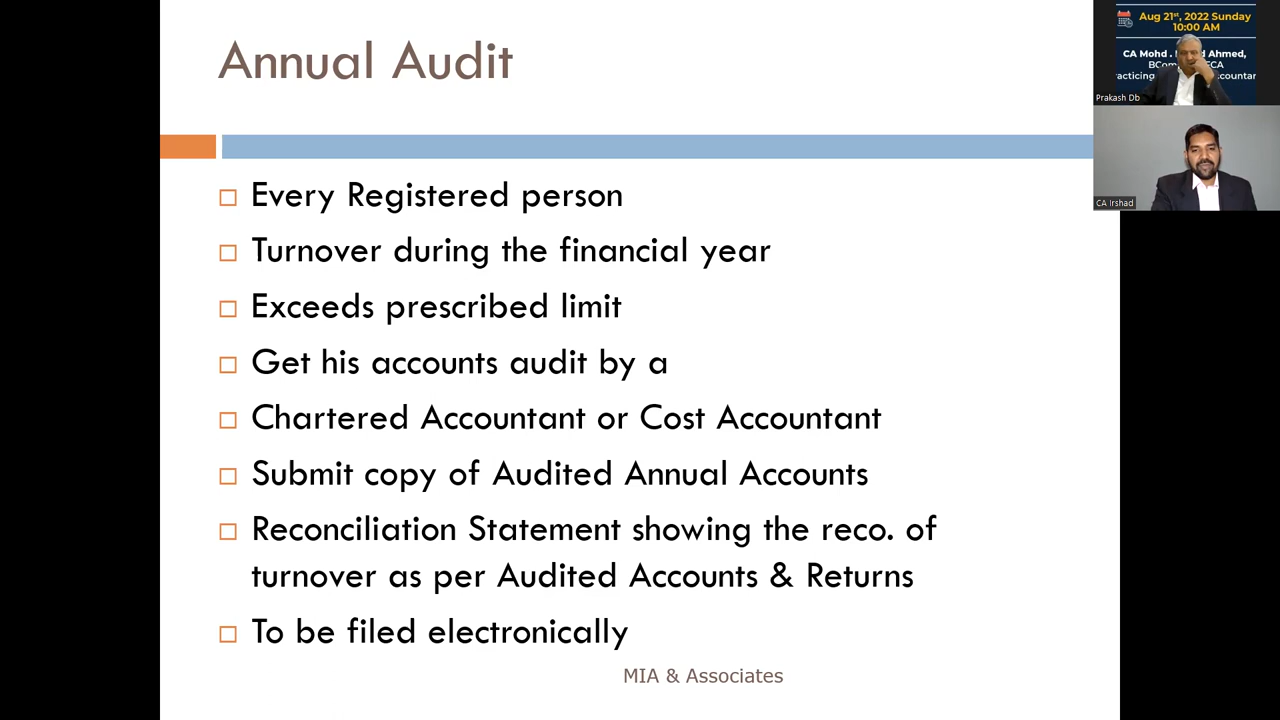 Annual Audit
Every Registered person
Turnover during the financial year
Exceeds prescribed limit
Get his accounts audit by a
Chartered Accountant or Cost Accountant
Submit copy of Audited Annual Accounts
Reconciliation Statement showing the reco. of
turnover as per Audited Accounts & Returns
To be filed electronically
MIA & Associates
Aug 21st, 2022 Sunday
10:00 AM
CA Mohd . Ahmed,
Prakash Db
CA Irshad